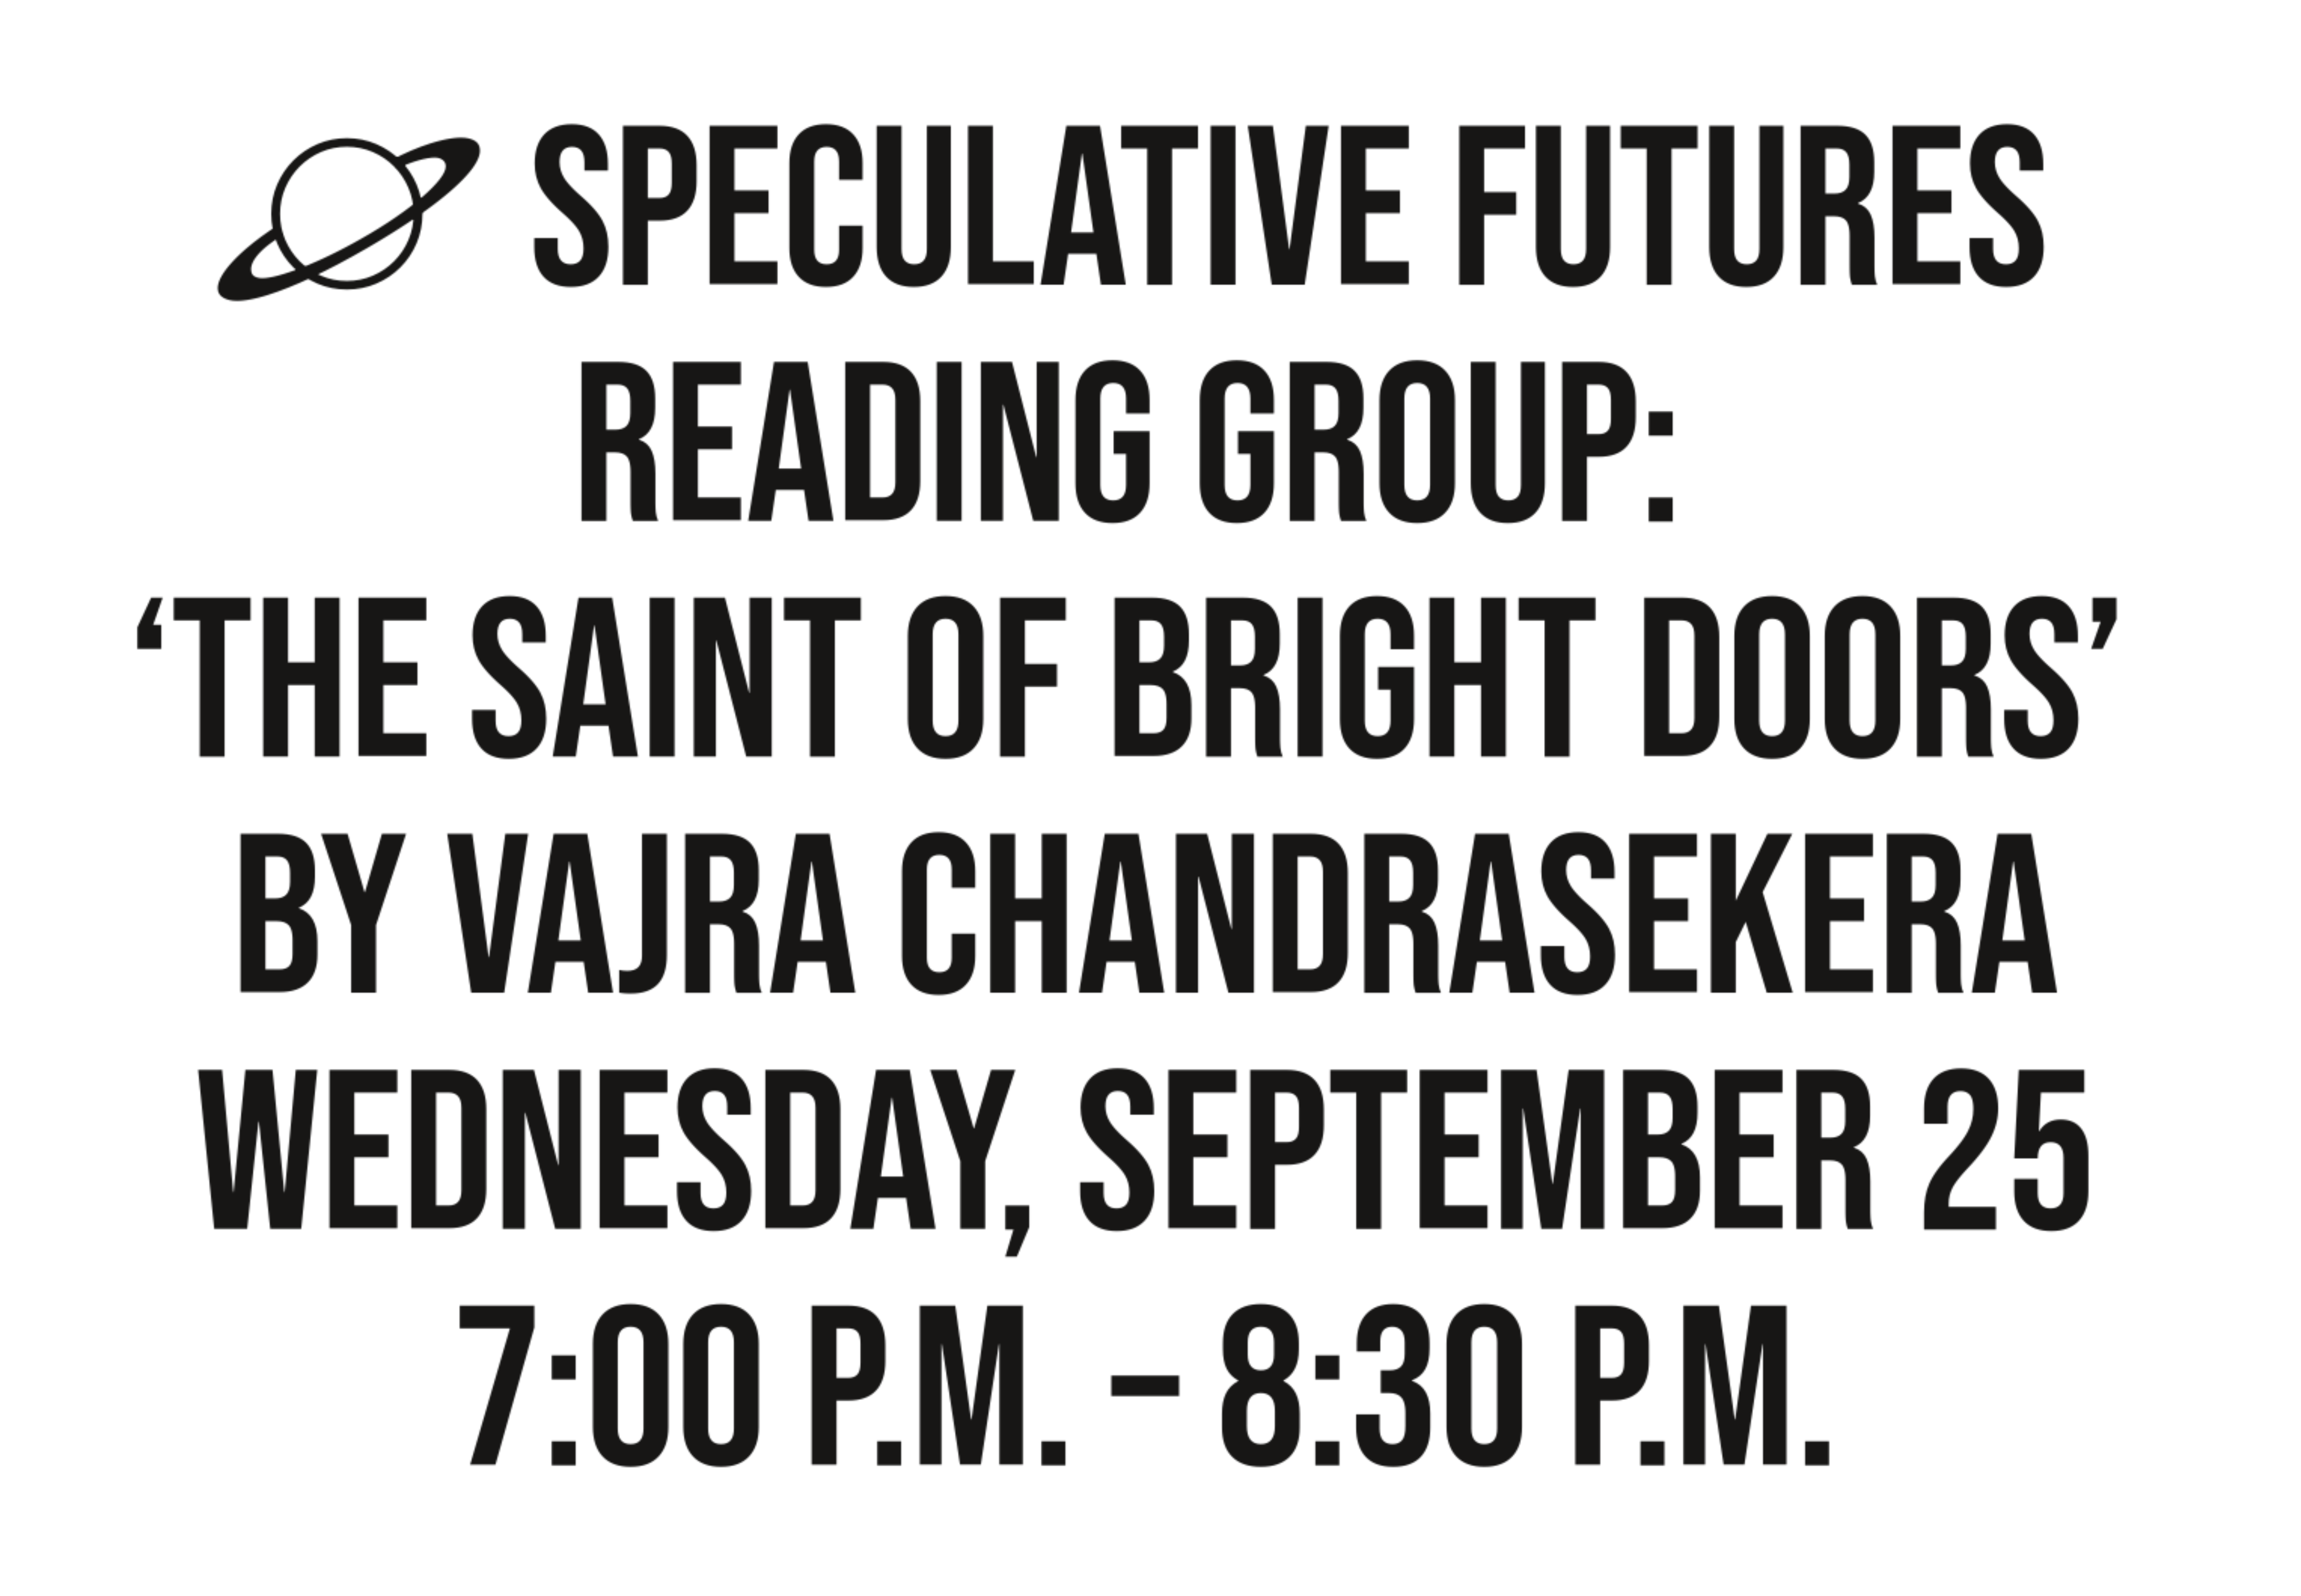 SPECULATIVE FUTURES
READING GROUP:
‘THE SAINT OF BRIGHT DOORS’
BY VAJRA CHANDRASEKERA
WEDNESDAY, SEPTEMBER 25
7:00 P.M. – 8:30 P.M.